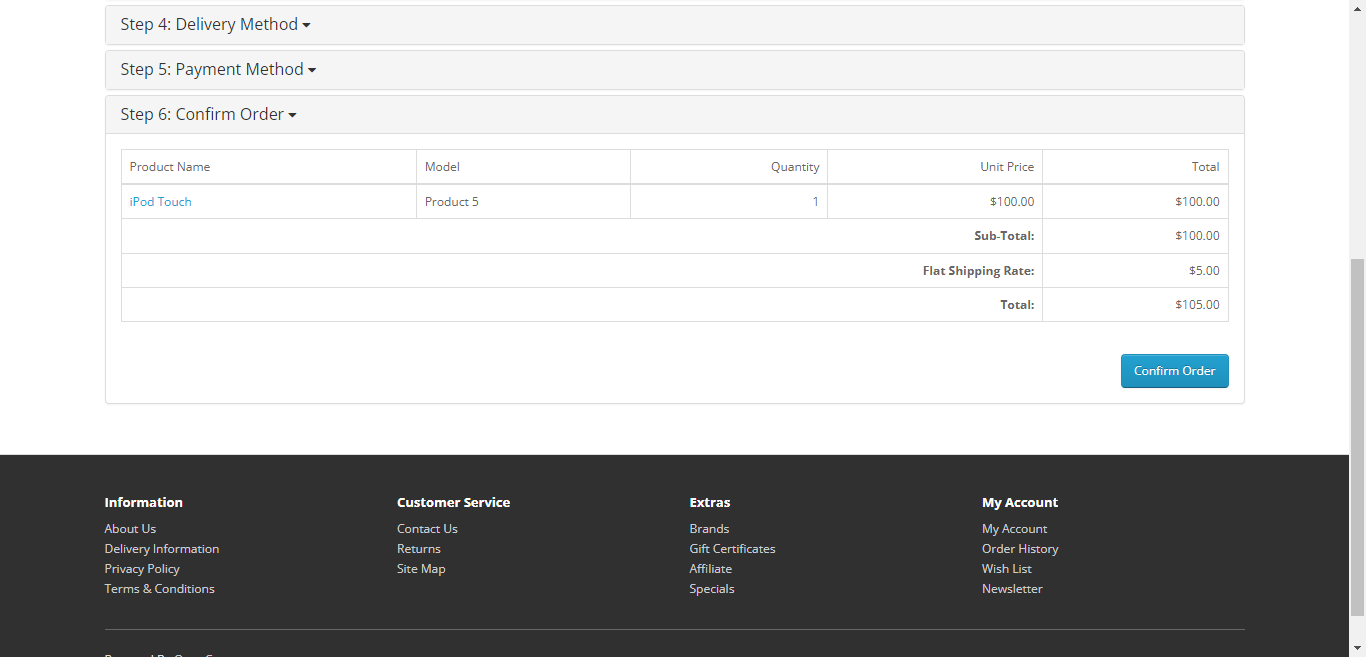 Step 4: Delivery Method
Step 5: Payment Method
Step 6: Confirm Order
Product Name Model Quantity Unit Price Total
iPod Touch Product 5 1 $100.00 $100.00
Sub-Total: $100.00
Flat Shipping Rate: $5.00
Total: $105.00
Confirm Order
Information Customer Service Extras My Account
About Us Contact Us Brands My Account
Delivery Information Returns Gift Certificates Order History
Privacy Policy Site Map Affiliate Wish List
Terms & Conditions Specials Newsletter